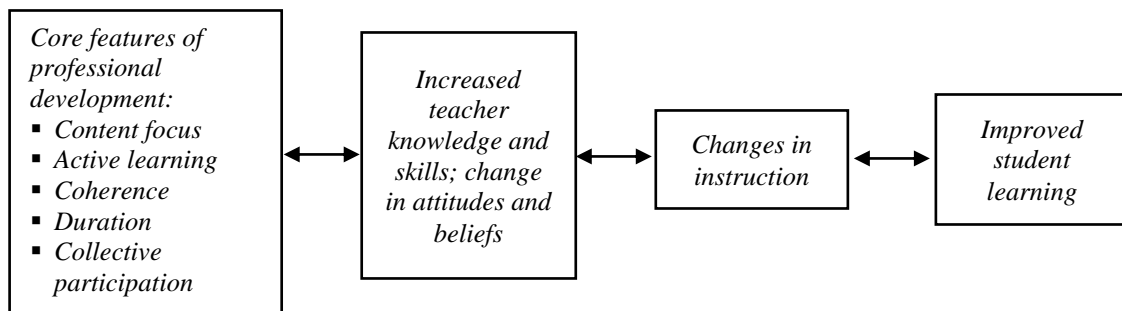 Core features of
professional
development:
▪ Content focus
▪ Active learning
▪ Coherence
▪ Duration
▪ Collective
participation
Increased
teacher
knowledge and
skills; change
in attitudes and
beliefs
Changes in
instruction
Improved
student
learning